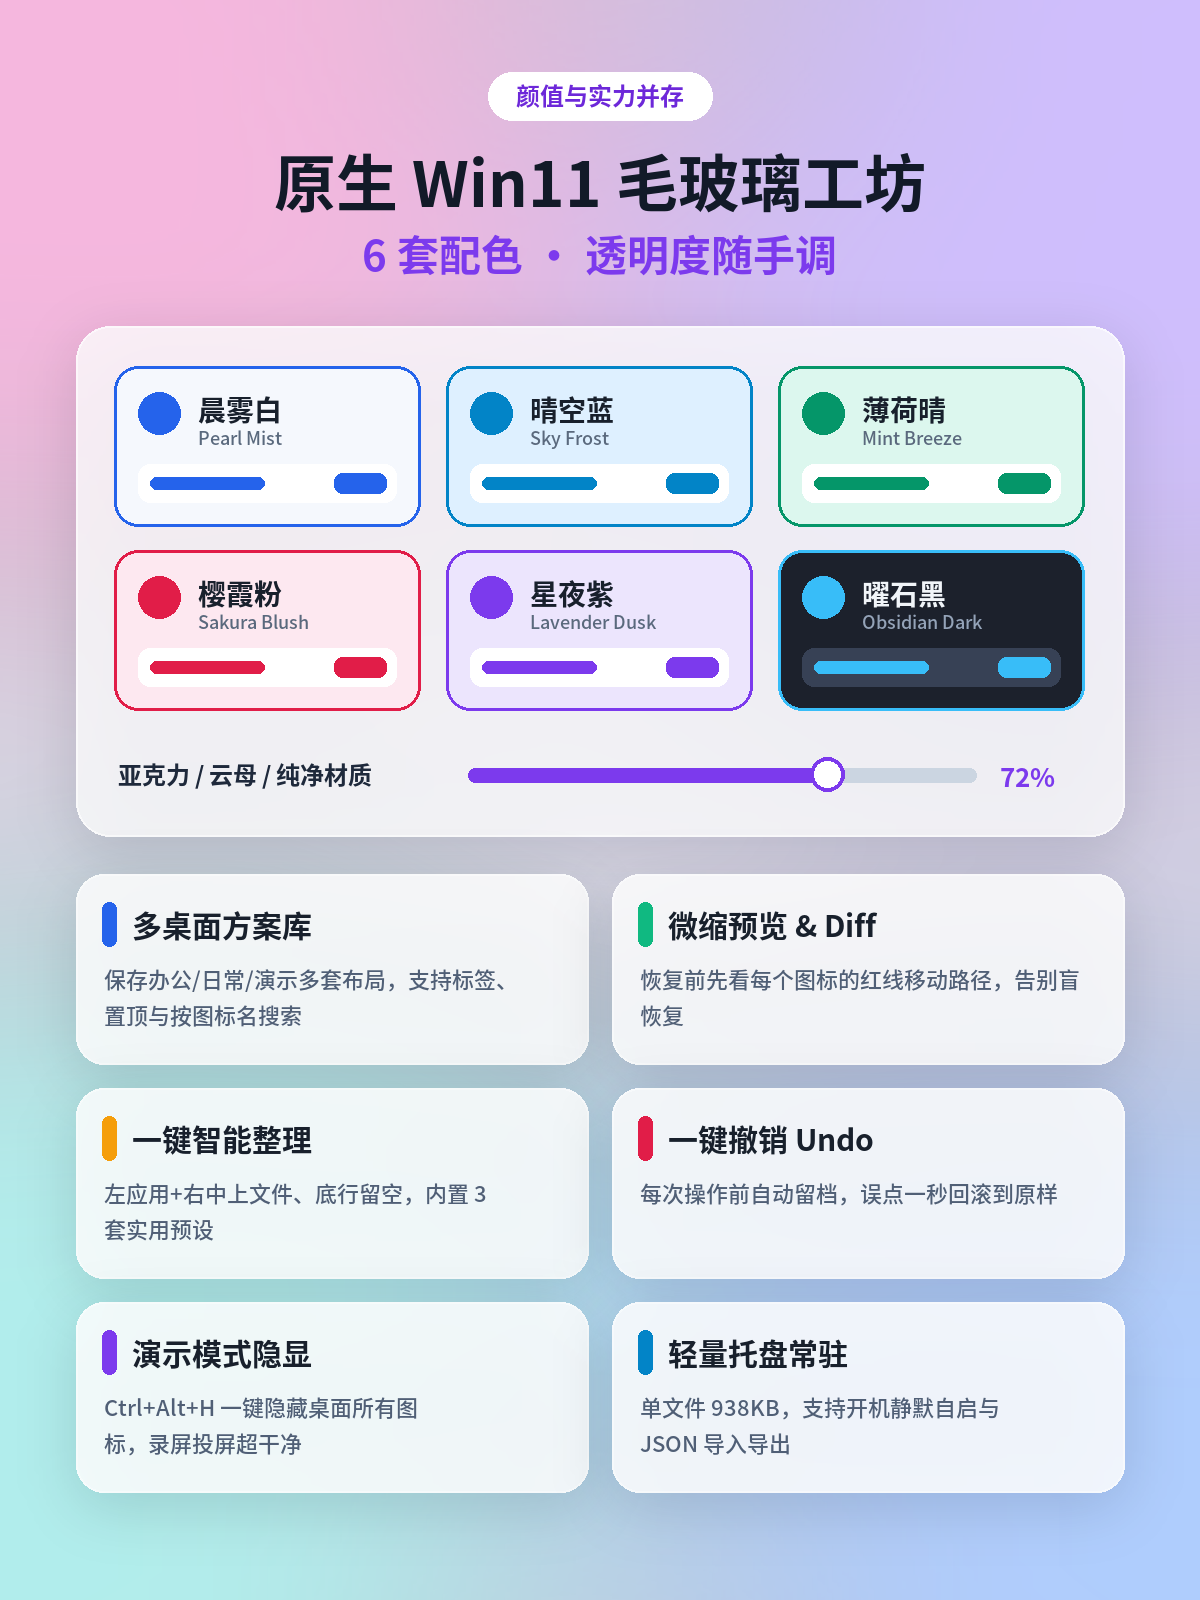 颜值与实力并存
原生 Win11 毛玻璃工坊
6 套配色 · 透明度随手调
晨雾白
Pearl Mist
晴空蓝
Sky Frost
薄荷晴
Mint Breeze
樱霞粉
Sakura Blush
星夜紫
Lavender Dusk
曜石黑
Obsidian Dark
亚克力 / 云母 / 纯净材质
72%
多桌面方案库
保存办公/日常/演示多套布局，支持标签、
置顶与按图标名搜索
微缩预览 & Diff
恢复前先看每个图标的红线移动路径，告别盲
恢复
一键智能整理
左应用+右中上文件、底行留空，内置 3
套实用预设
一键撤销 Undo
每次操作前自动留档，误点一秒回滚到原样
演示模式隐显
Ctrl+Alt+H 一键隐藏桌面所有图
标，录屏投屏超干净
轻量托盘常驻
单文件 938KB，支持开机静默自启与
JSON 导入导出